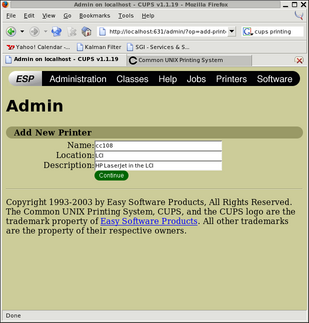 Admin on localhost - CUPS v1.1.19 - Mozilla Firefox
File Edit View Go Bookmarks Tools Help
http://localhost:631/admin/?op=add-print cups printing
Yahoo! Calendar -... Kalman Filter SGI - Services & S...
Admin on localhost - CUPS v1.1.19 Common UNIX Printing System
ESP Administration Classes Help Jobs Printers Software
Admin
Add New Printer
Name: cc108
Location: LCI
Description: HP LaserJet in the LCI
Continue
Copyright 1993-2003 by Easy Software Products, All Rights Reserved.
The Common UNIX Printing System, CUPS, and the CUPS logo are the
trademark property of Easy Software Products. All other trademarks
are the property of their respective owners.
Done